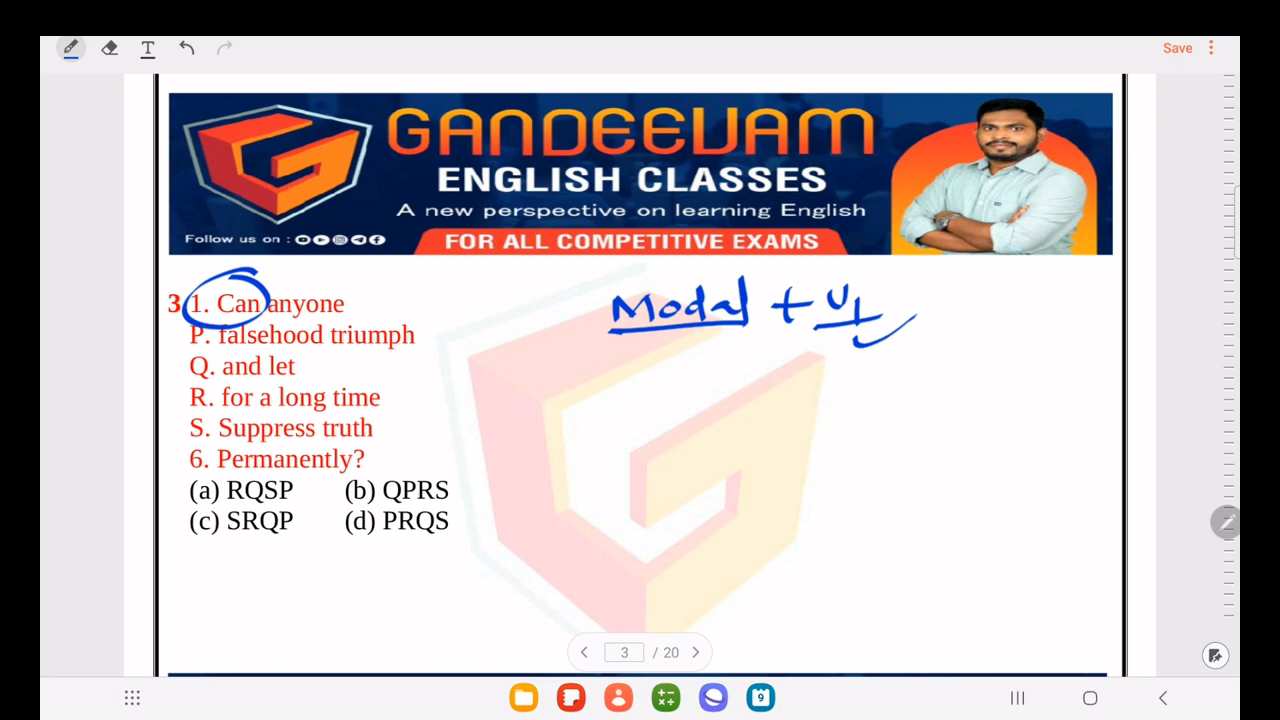 Save
GANDEEVAM
ENGLISH CLASSES
A new perspective on learning English
Follow us on :
FOR ALL COMPETITIVE EXAMS
3. 1. Can anyone
Modal + V1
P. falsehood triumph
Q. and let
R. for a long time
S. Suppress truth
6. Permanently?
(a) RQSP (b) QPRS
(c) SRQP (d) PRQS
3 / 20
9